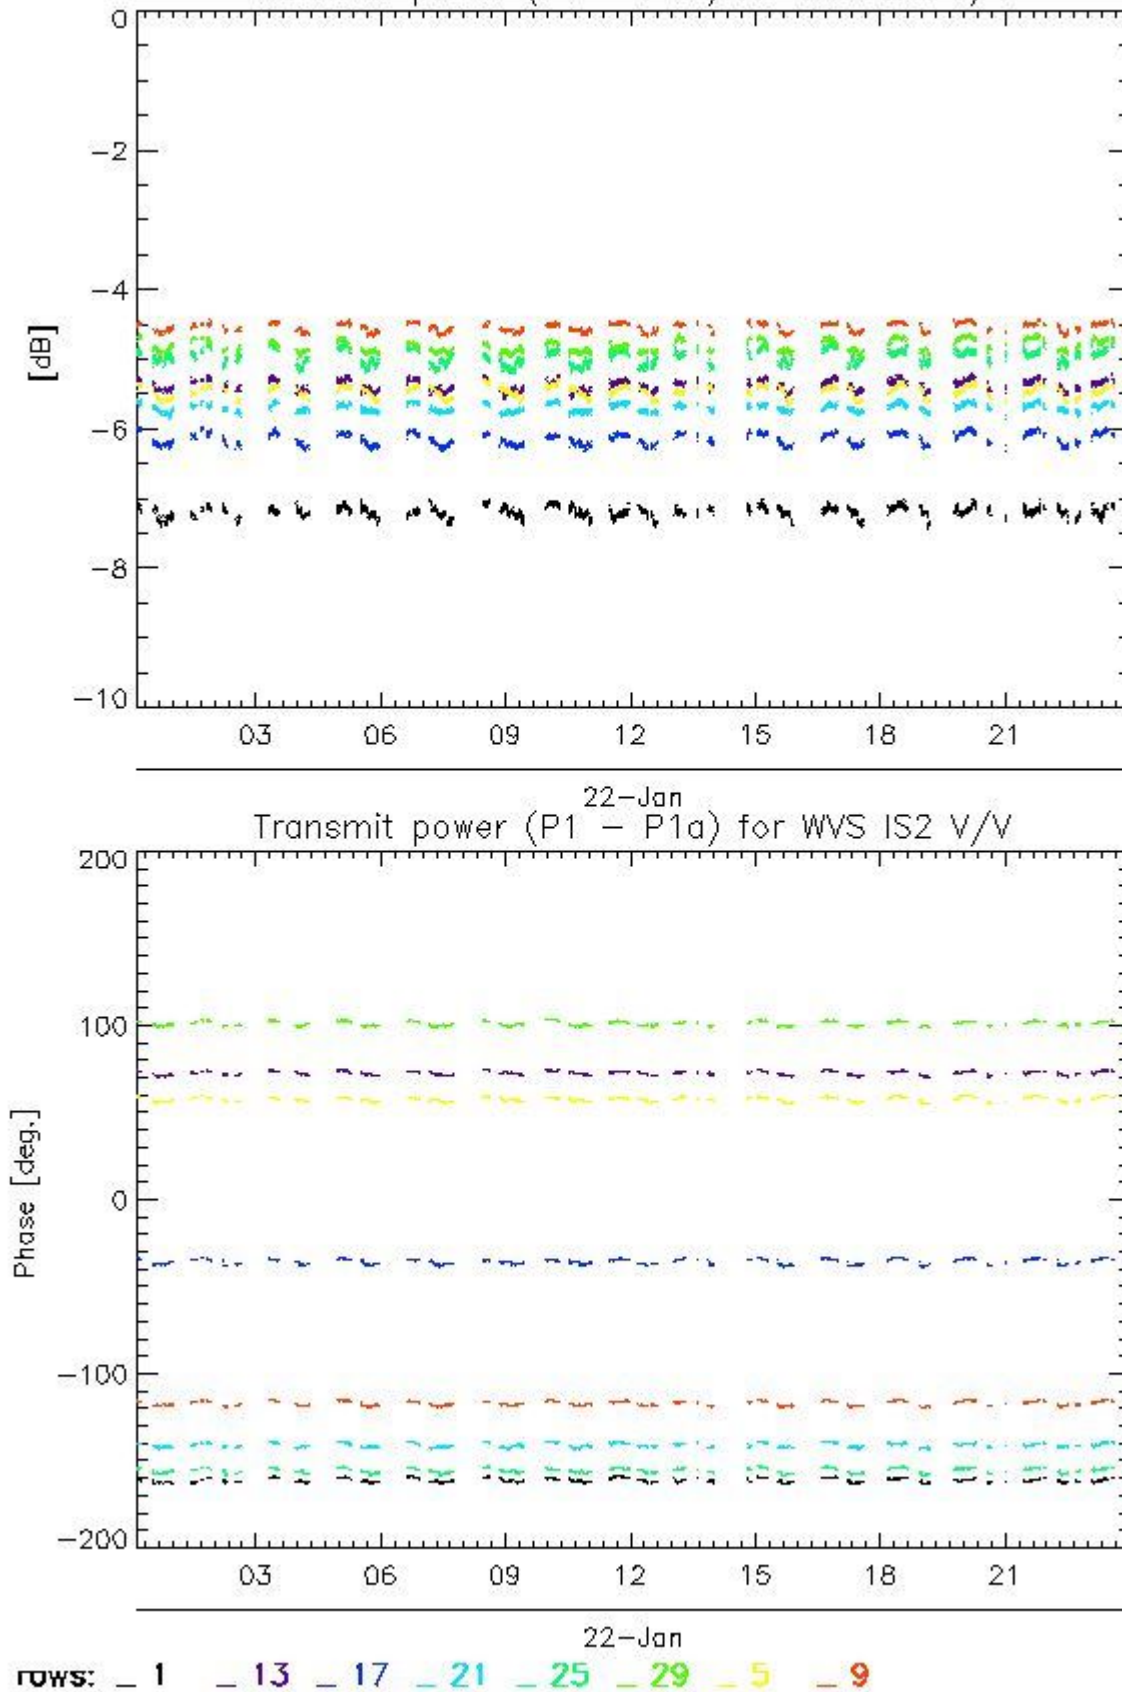 0
-2
-4
[dB]
-6
-8
-10
03 06 09 12 15 18 21
22-Jan
Transmit power (P1 - P1a) for WVS IS2 V/V
200
100
Phase [deg.]
0
-100
-200
03 06 09 12 15 18 21
22-Jan
rows: _ 1 _ 13 _ 17 _ 21 _ 25 _ 29 _ 5 _ 9